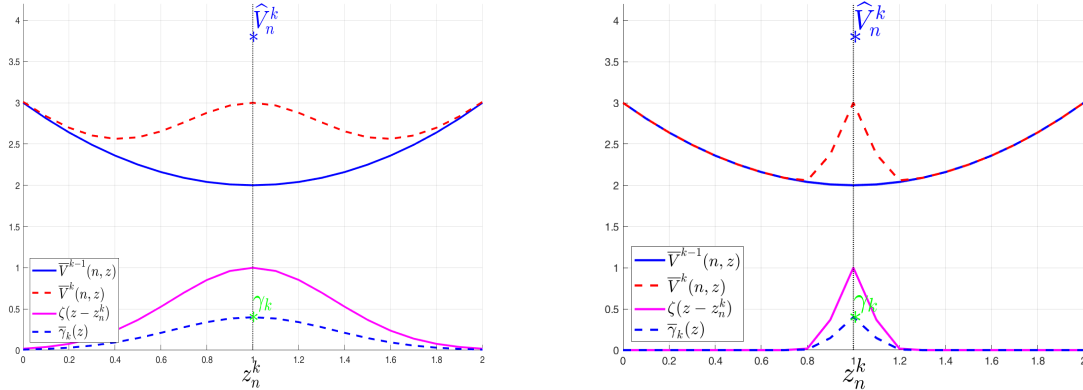 $\widehat{V}_n^k$
4
3.5
3
2.5
2
1.5
1
0.5
0
$\overline{V}^{k-1}(n,z)$
$\overline{V}^k(n,z)$
$\zeta(z-z_n^k)$
$\overline{\gamma}_k(z)$
$\gamma_k$
0 0.2 0.4 0.6 0.8 1 1.2 1.4 1.6 1.8 2
$z_n^k$
$\widehat{V}_n^k$
4
3.5
3
2.5
2
1.5
1
0.5
0
$\overline{V}^{k-1}(n,z)$
$\overline{V}^k(n,z)$
$\zeta(z-z_n^k)$
$\overline{\gamma}_k(z)$
$\gamma_k$
0 0.2 0.4 0.6 0.8 1 1.2 1.4 1.6 1.8 2
$z_n^k$